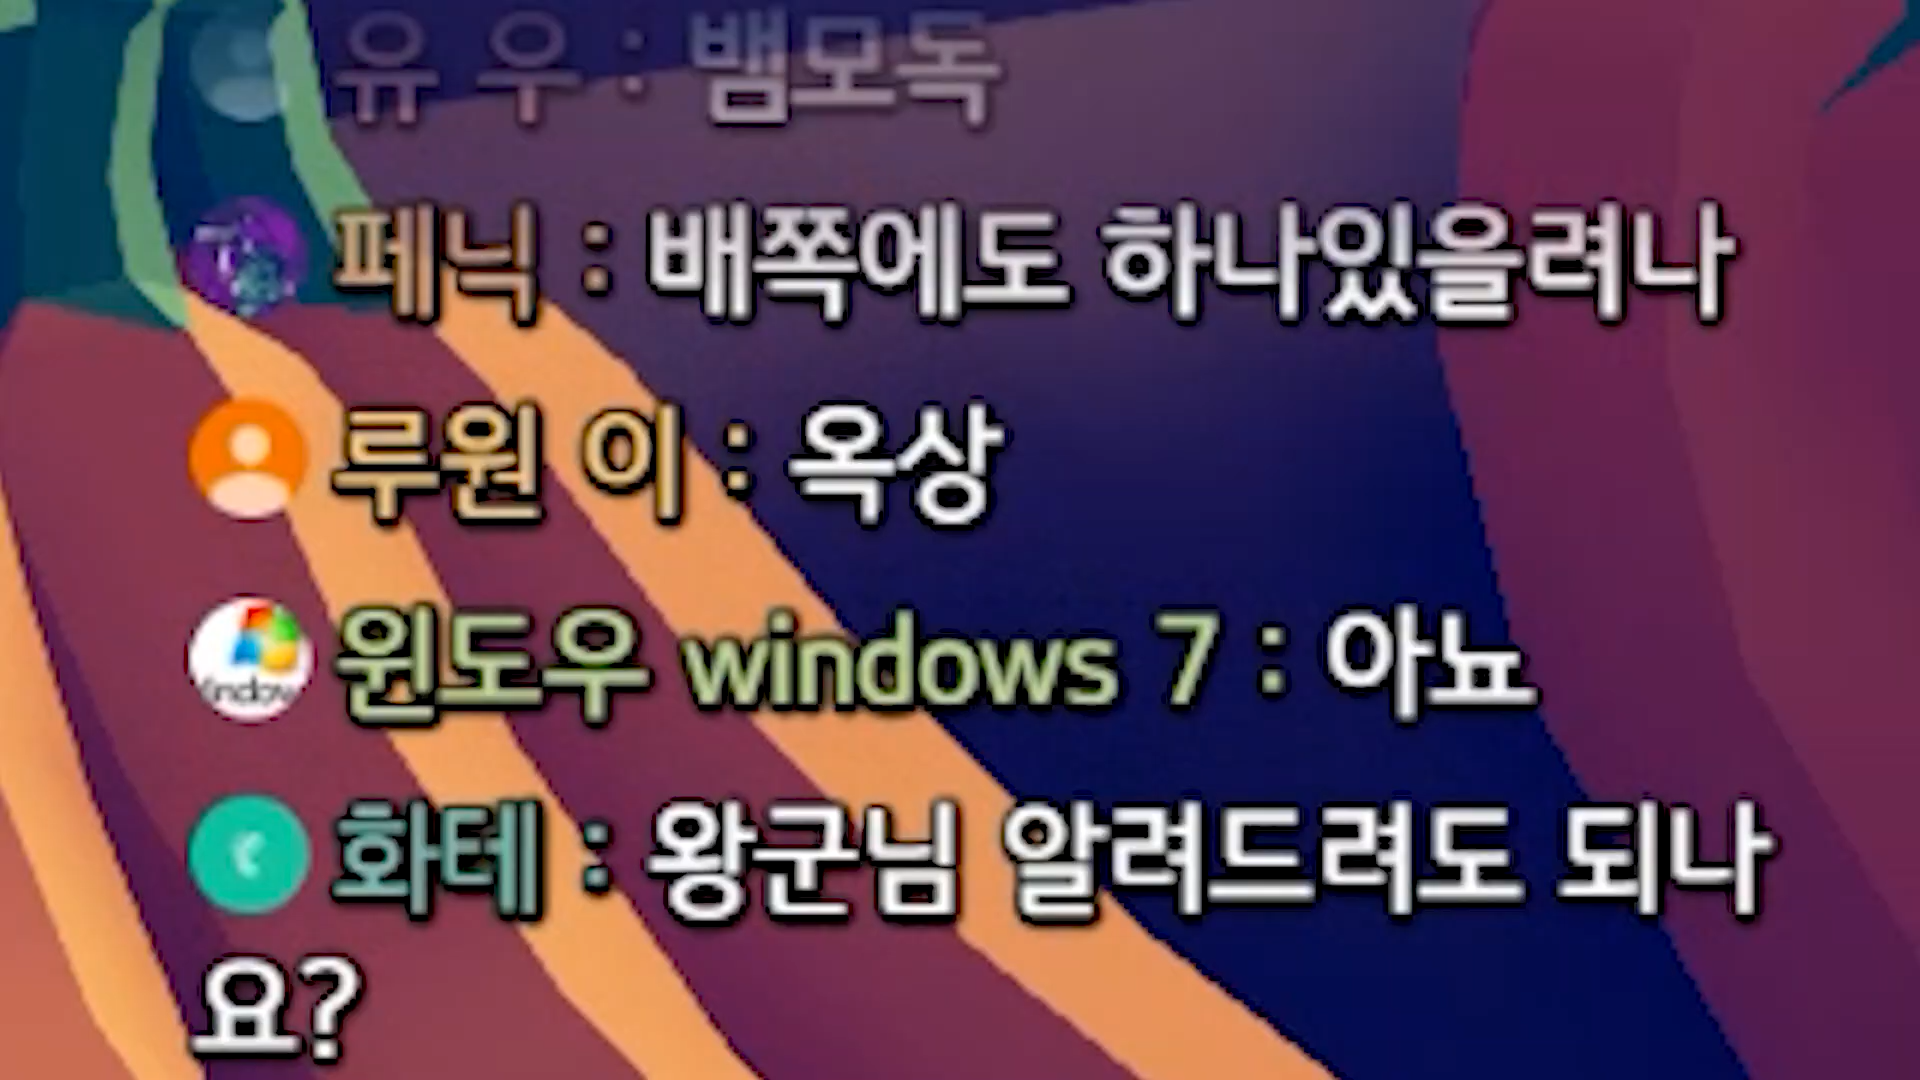 유 우 : 뱀모독
페닉 : 배쪽에도 하나있을려나
루원 이 : 옥상
윈도우 windows 7 : 아뇨
화테 : 왕군님 알려드려도 되나
요?